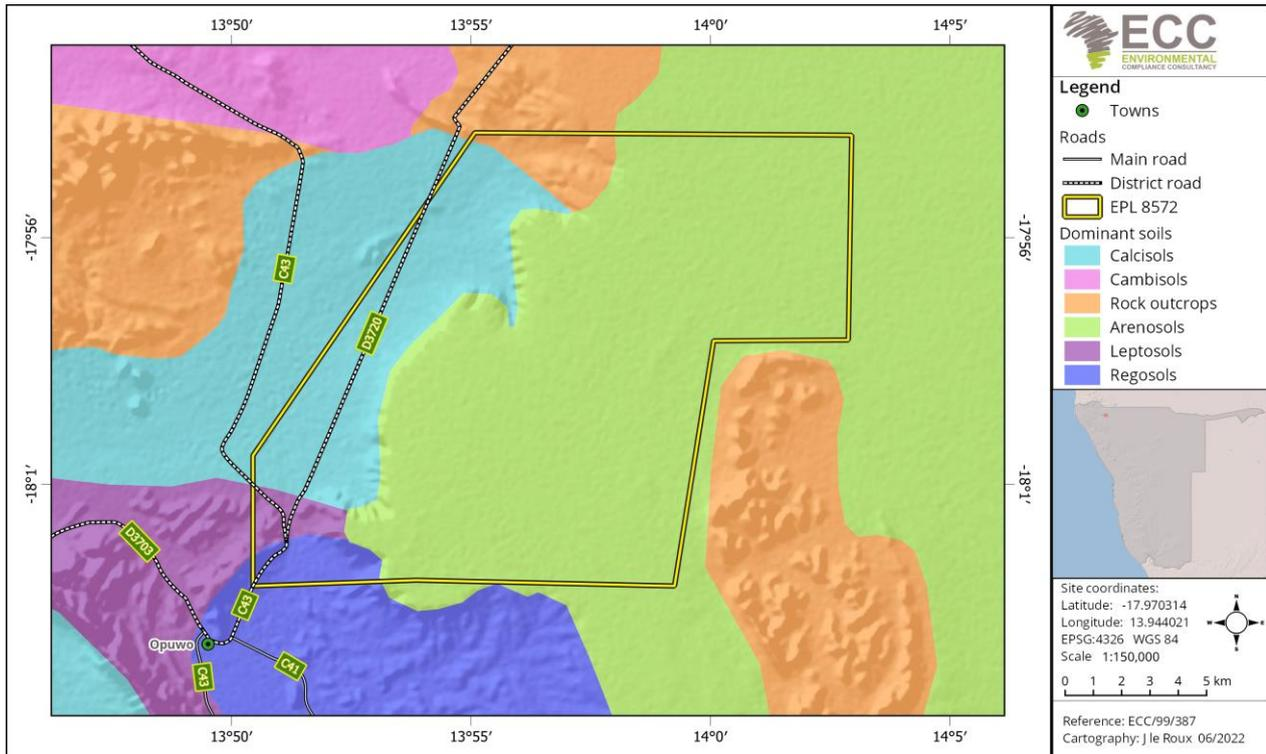 13°50'
13°55'
14°0'
14°5'
-17°56'
-17°56'
-18°1'
-18°1'
C43
D3720
D3703
C43
Opuwo
C43
C41
13°50'
13°55'
14°0'
14°5'
ECC
ENVIRONMENTAL
COMPLIANCE CONSULTANCY
Legend
Towns
Roads
Main road
District road
EPL 8572
Dominant soils
Calcisols
Cambisols
Rock outcrops
Arenosols
Leptosols
Regosols
Site coordinates:
Latitude: -17.970314
Longitude: 13.944021
EPSG:4326 WGS 84
Scale 1:150,000
N
W E
S
0 1 2 3 4 5 km
Reference: ECC/99/387
Cartography: J le Roux 06/2022